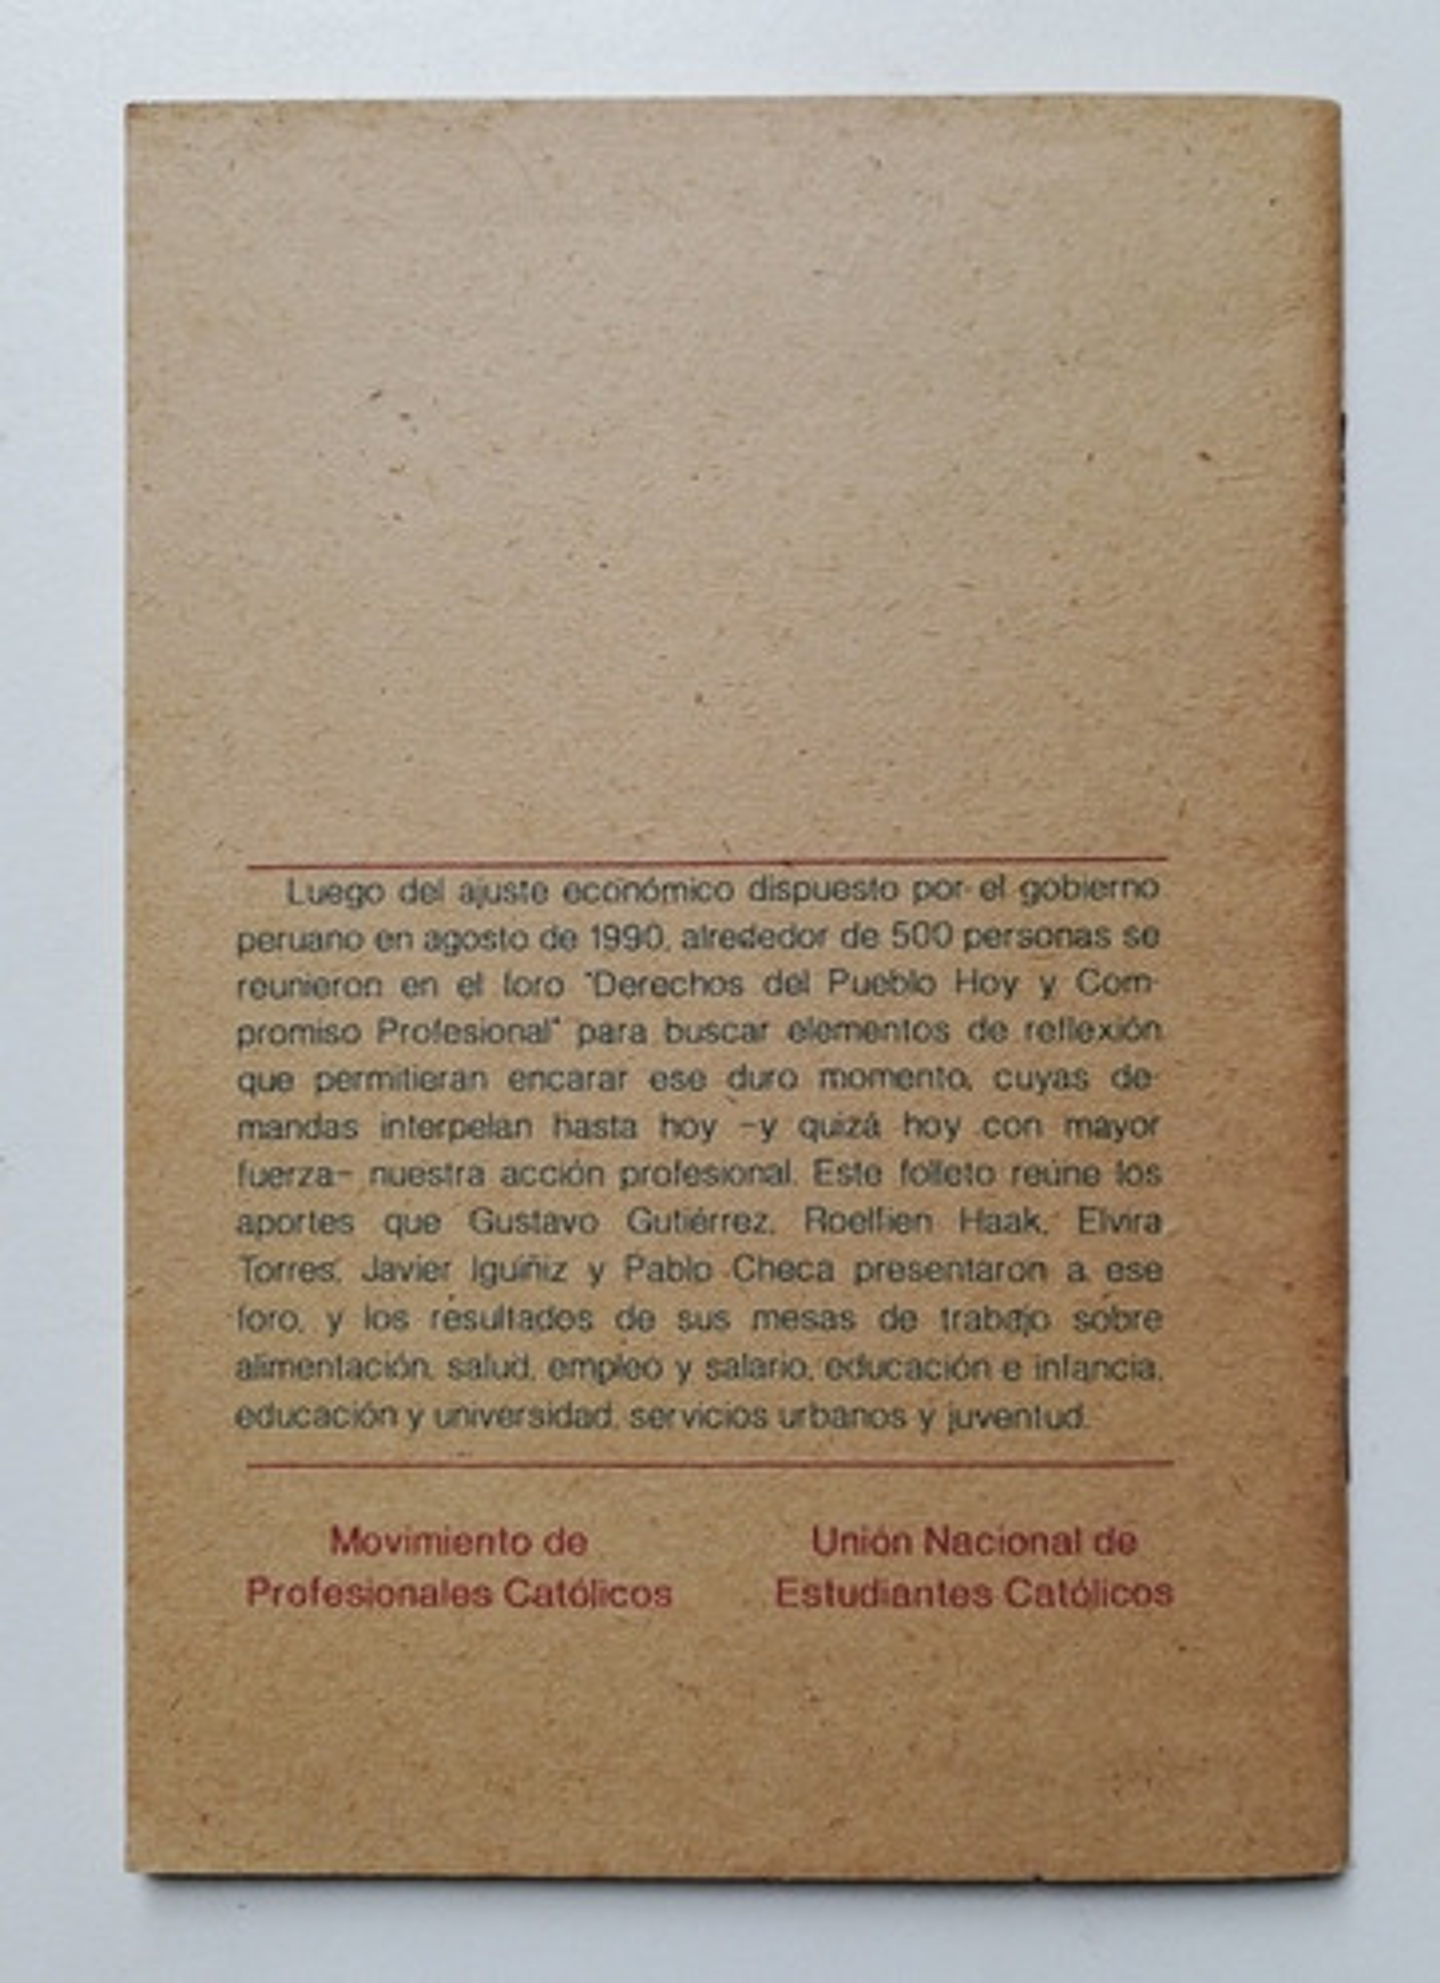 Luego del ajuste económico dispuesto por el gobierno
peruano en agosto de 1990, alrededor de 500 personas se
reunieron en el foro "Derechos del Pueblo Hoy y Com-
promiso Profesional" para buscar elementos de reflexión
que permitieran encarar ese duro momento, cuyas de-
mandas interpelan hasta hoy -y quizá hoy con mayor
fuerza- nuestra acción profesional. Este folleto reúne los
aportes que Gustavo Gutiérrez, Roelfien Haak, Elvira
Torres, Javier Iguíñiz y Pablo Checa presentaron a ese
foro, y los resultados de sus mesas de trabajo sobre
alimentación, salud, empleo y salario, educación e infancia,
educación y universidad, servicios urbanos y juventud.
Movimiento de
Profesionales Católicos
Unión Nacional de
Estudiantes Católicos